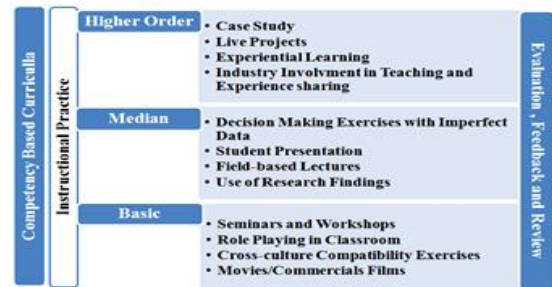 Competency Based Curriculla
Instructional Practice
Higher Order
• Case Study
• Live Projects
• Experiential Learning
• Industry Involvment in Teaching and
Experience sharing
Median
• Decision Making Exercises with Imperfect
Data
• Student Presentation
• Field-based Lectures
• Use of Research Findings
Basic
• Seminars and Workshops
• Role Playing in Classroom
• Cross-culture Compatibility Exercises
• Movies/Commercials Films
Evaluation , Feedback and Review